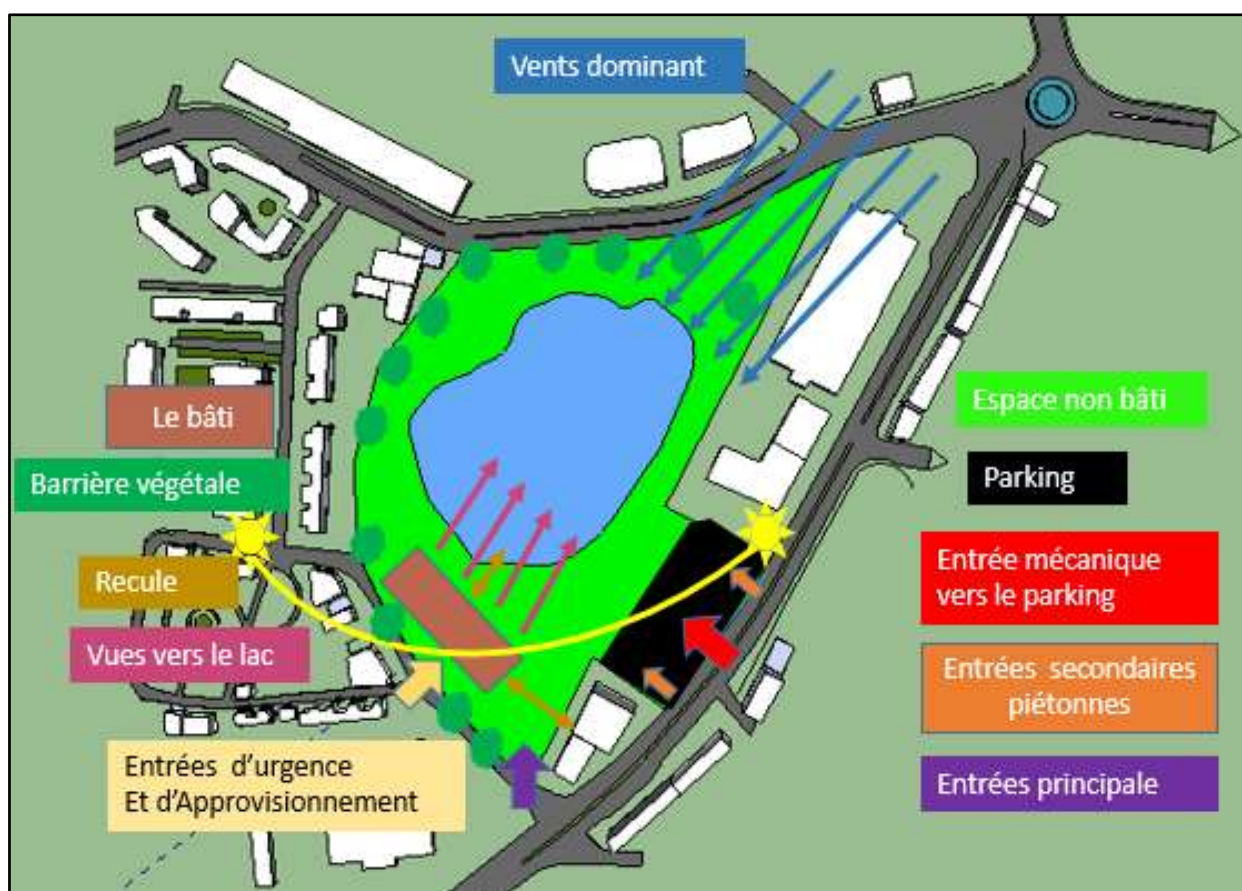 Vents dominant
Le bâti
Barrière végétale
Recule
Vues vers le lac
Entrées d'urgence
Et d'Approvisionnement
Espace non bâti
Parking
Entrée mécanique
vers le parking
Entrées secondaires
piétonnes
Entrées principale